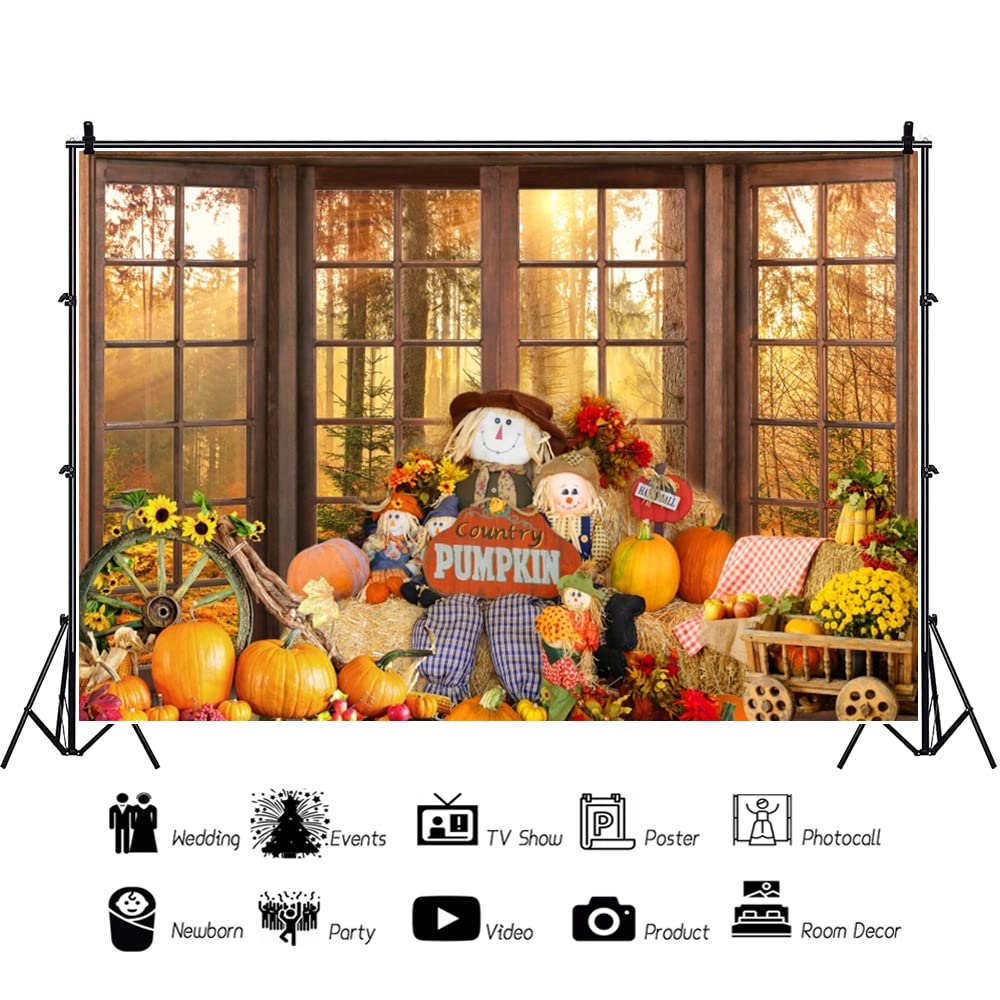 Country
PUMPKIN
Wedding
Events
TV Show
P
Poster
Photocall
Newborn
Party
Video
Product
Room Decor